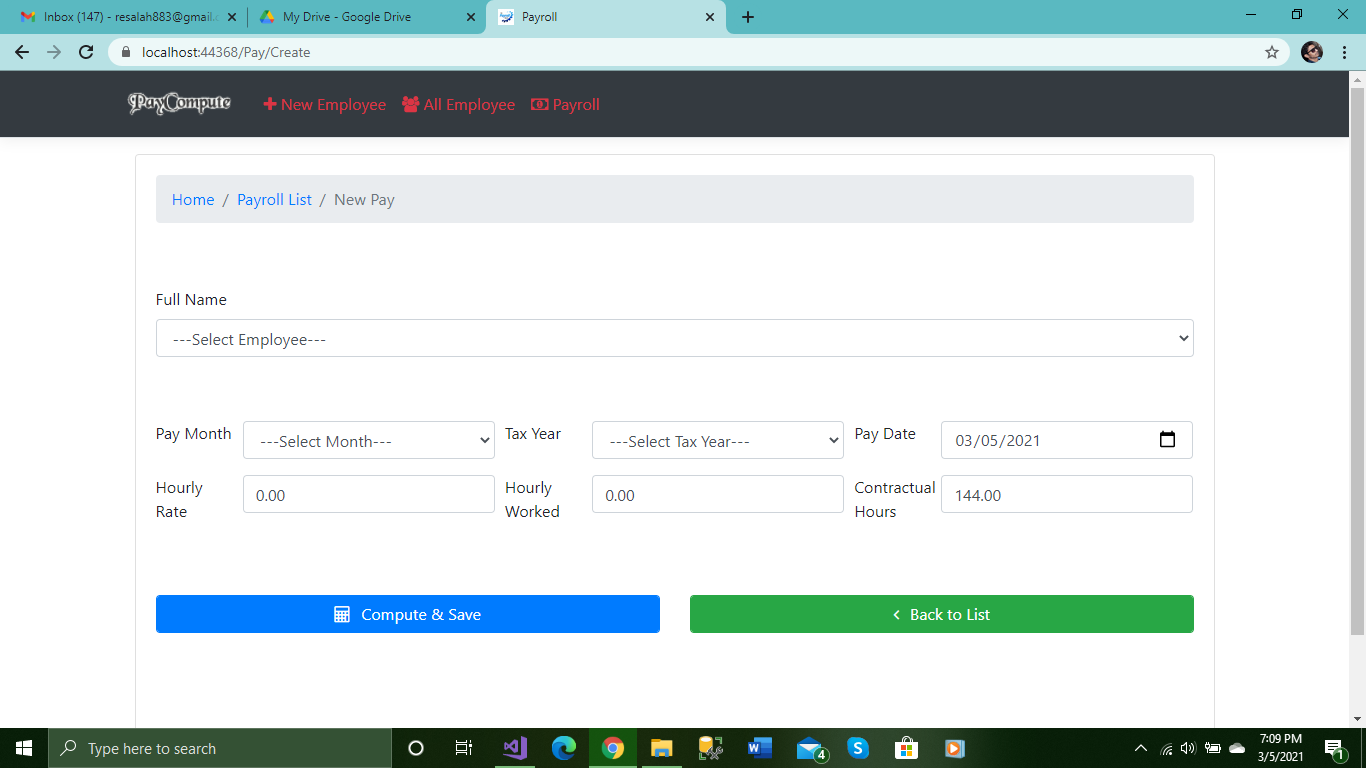 Inbox (147) - resalah883@gmail.c
My Drive - Google Drive
Payroll
localhost:44368/Pay/Create
PayCompute
New Employee
All Employee
Payroll
Home / Payroll List / New Pay
Full Name
---Select Employee---
Pay Month
---Select Month---
Tax Year
---Select Tax Year---
Pay Date
03/05/2021
Hourly
Rate
0.00
Hourly
Worked
0.00
Contractual
Hours
144.00
Compute & Save
Back to List
Type here to search
4
7:09 PM
3/5/2021
1